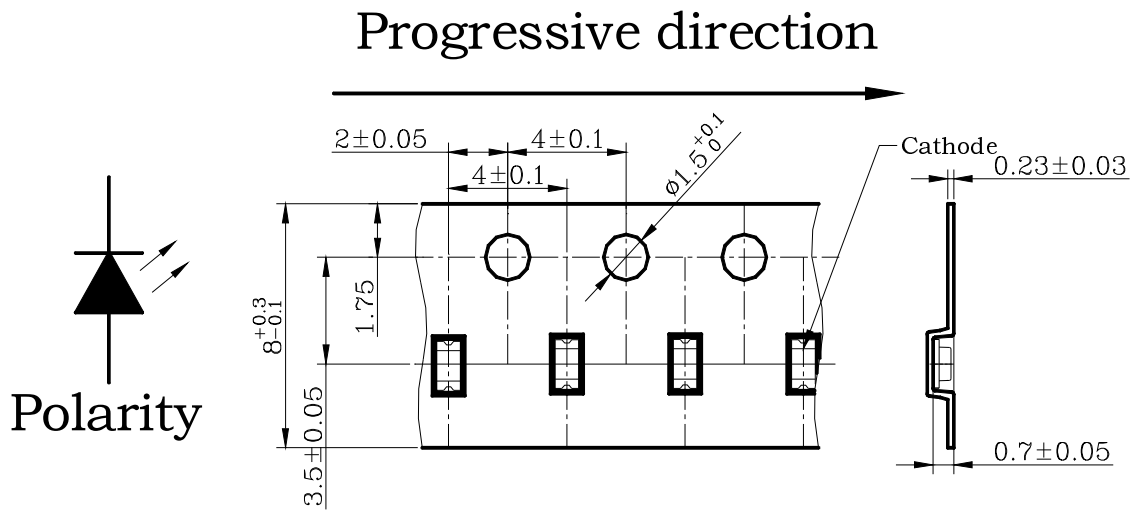 Progressive direction
2±0.05
4±0.1
4±0.1
Ø1.5 +0.1 0
Cathode
0.23±0.03
1.75
8 +0.3 -0.1
3.5±0.05
Polarity
0.7±0.05